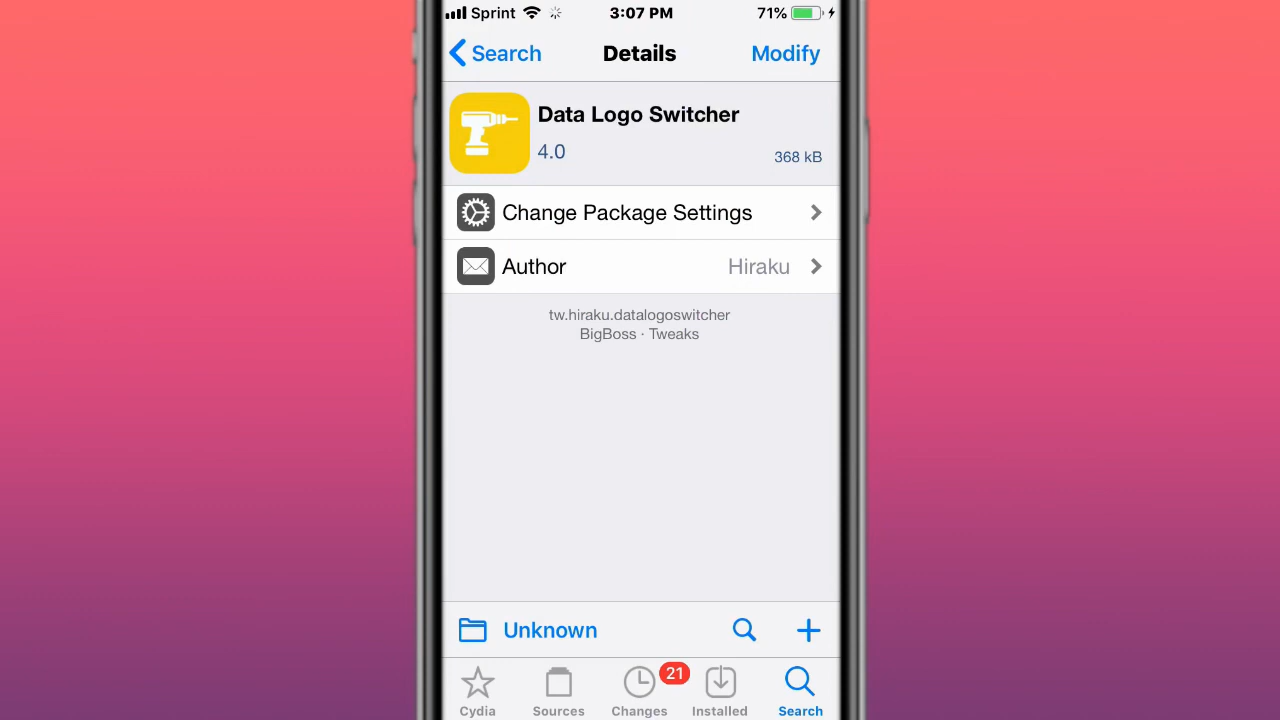 Sprint 3:07 PM 71%
Search Details Modify
Data Logo Switcher
4.0 368 kB
Change Package Settings
Author Hiraku
tw.hiraku.datalogoswitcher
BigBoss · Tweaks
Unknown
21
Cydia Sources Changes Installed Search